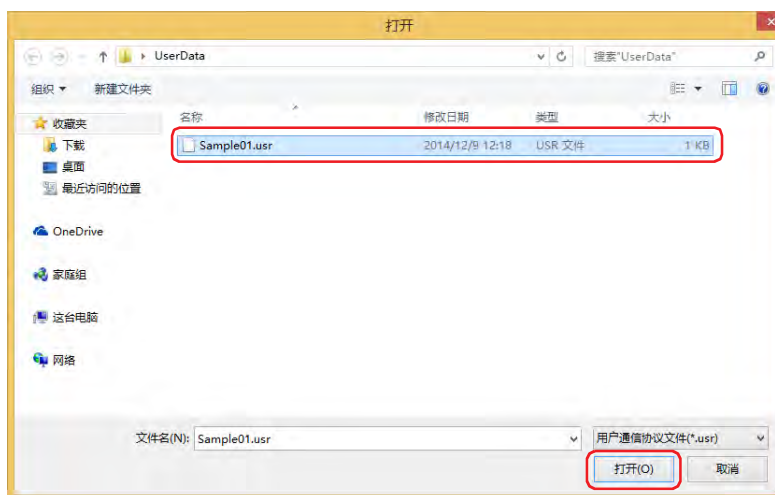 打开
UserData
搜索"UserData"
组织 新建文件夹
名称 修改日期 类型 大小
收藏夹
Sample01.usr 2014/12/9 12:18 USR 文件 1 KB
下载
桌面
最近访问的位置
OneDrive
家庭组
这台电脑
网络
文件名(N): Sample01.usr 用户通信协议文件(*.usr)
打开(O) 取消